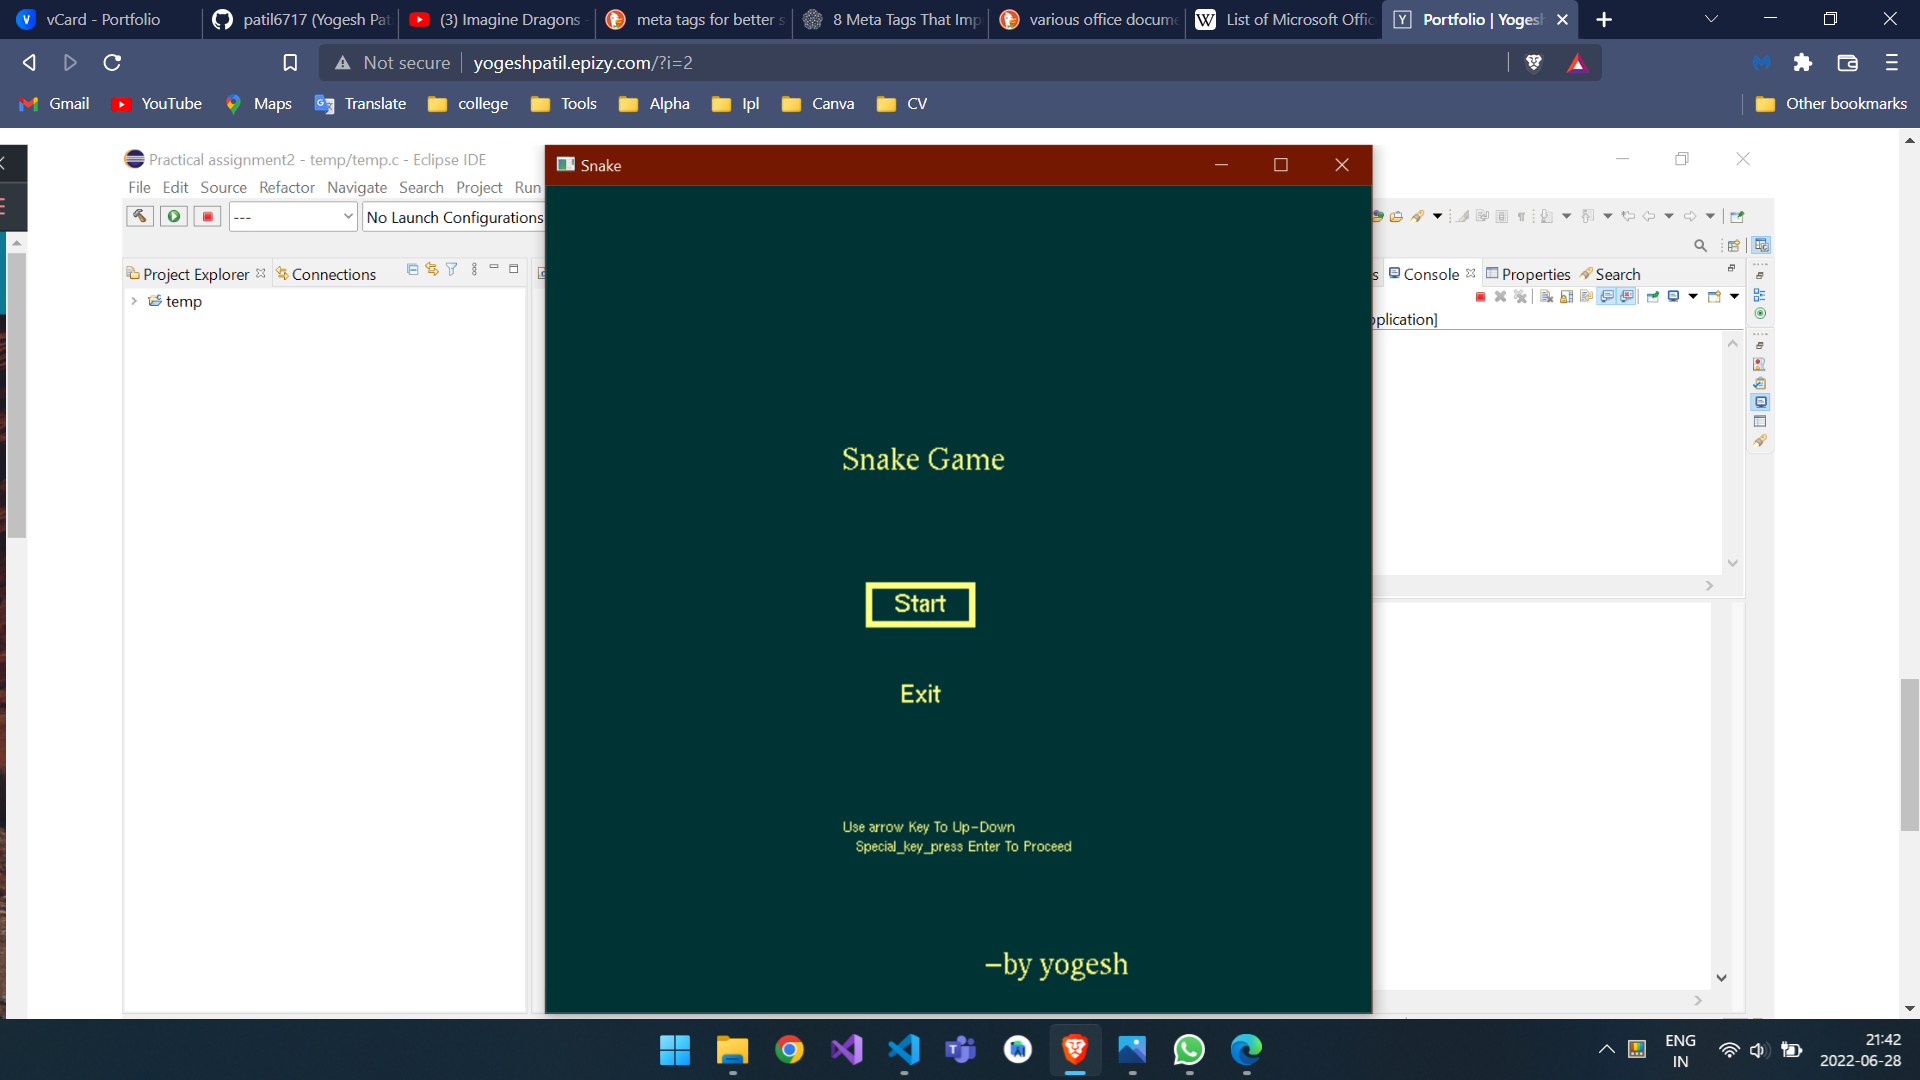 vCard - Portfolio
patil6717 (Yogesh Pat
(3) Imagine Dragons -
meta tags for better s
8 Meta Tags That Imp
various office docume
List of Microsoft Offic
Portfolio | Yogesh
Not secure
yogeshpatil.epizy.com/?i=2
Gmail
YouTube
Maps
Translate
college
Tools
Alpha
Ipl
Canva
CV
Other bookmarks
Practical assignment2 - temp/temp.c - Eclipse IDE
File Edit Source Refactor Navigate Search Project Run
---
No Launch Configurations
Project Explorer
Connections
temp
Snake
Snake Game
Start
Exit
Use arrow Key To Up-Down
Special_key_press Enter To Proceed
-by yogesh
s
Console
Properties
Search
plication]
ENG
IN
21:42
2022-06-28